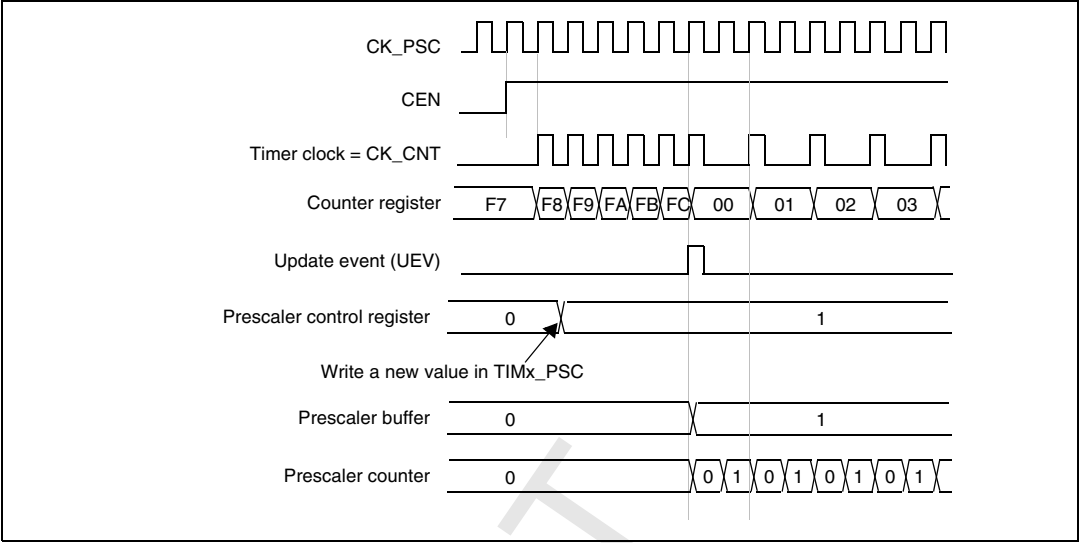 CK_PSC
CEN
Timer clock = CK_CNT
Counter register F7 F8 F9 FA FB FC 00 01 02 03
Update event (UEV)
Prescaler control register 0 1
Write a new value in TIMx_PSC
Prescaler buffer 0 1
Prescaler counter 0 0 1 0 1 0 1 0 1